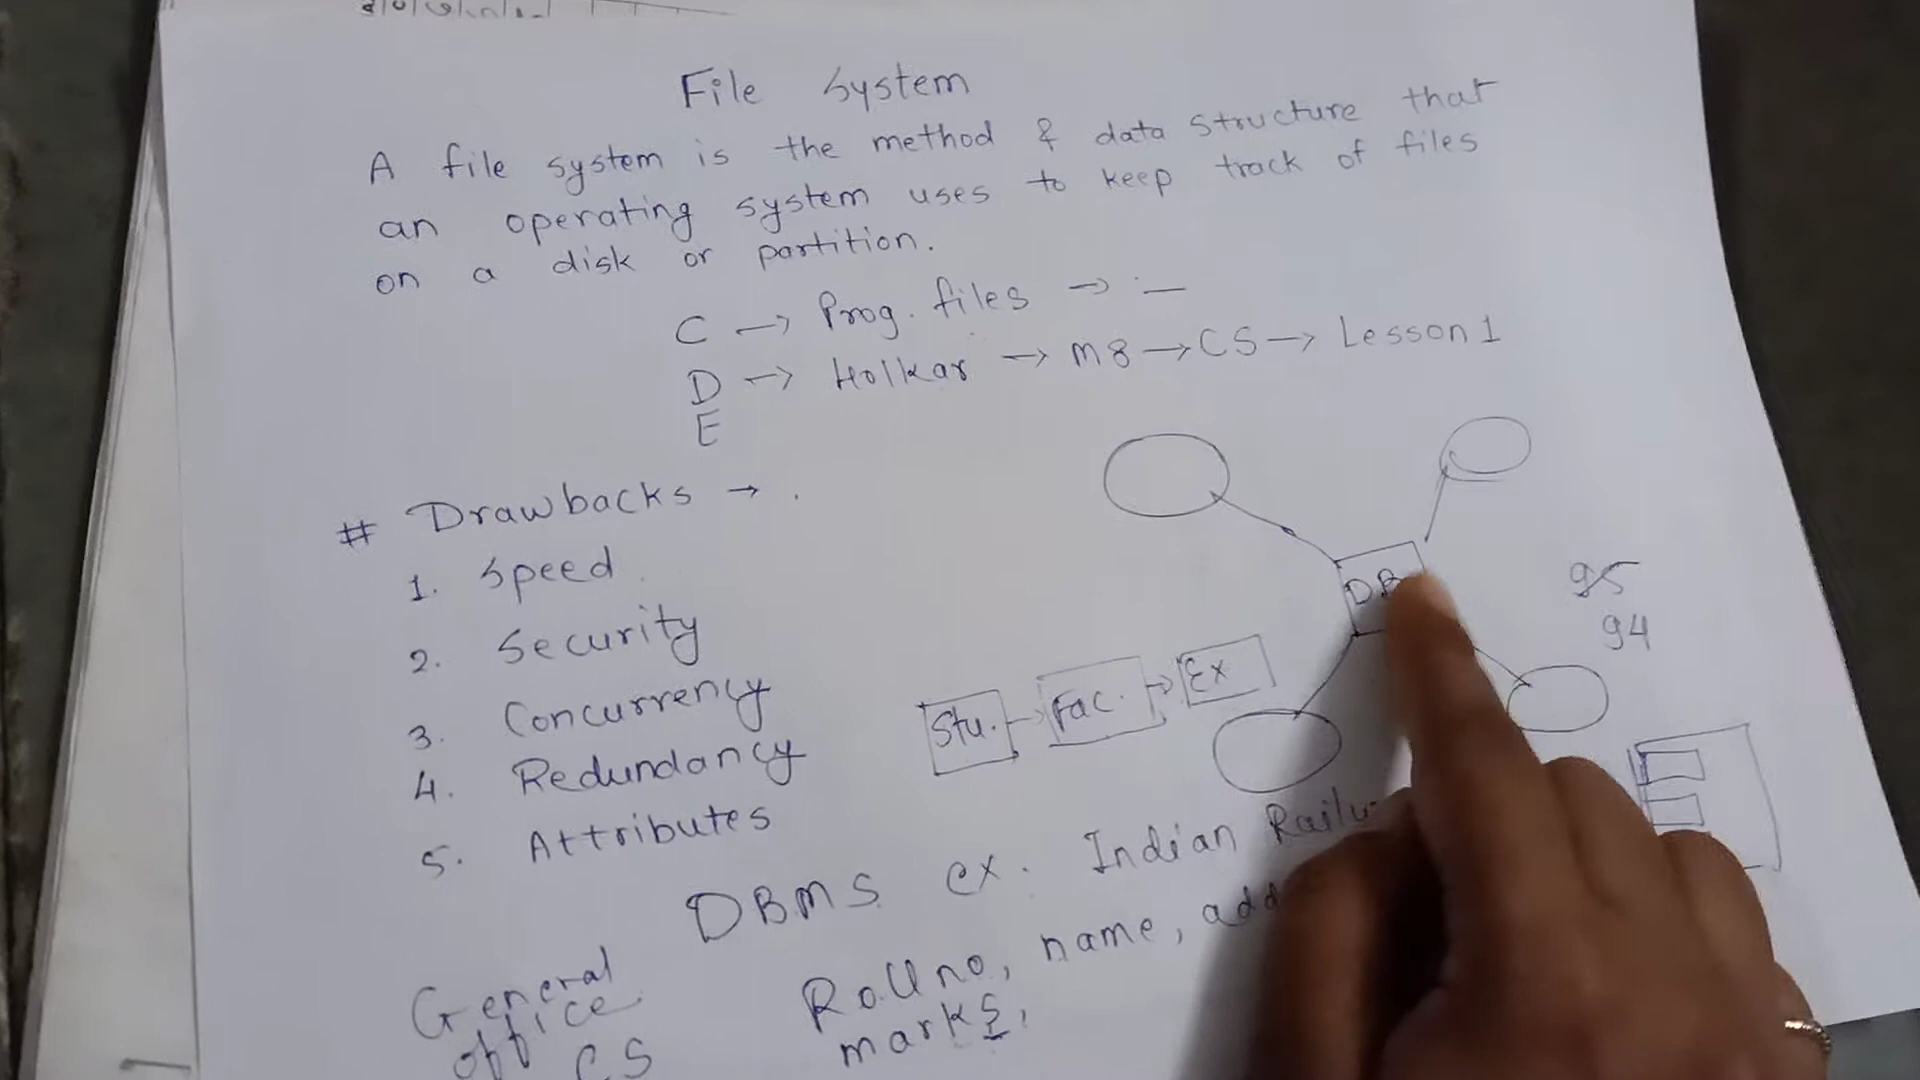 File System
A file system is the method & data structure that
an operating system uses to keep track of files
on a disk or partition.
C → Prog. files → —
D → Holkar → M8 → CS → Lesson 1
E
# Drawbacks →
1. Speed
2. Security
3. Concurrency
4. Redundancy
5. Attributes
DB
95
94
Stu. → Fac. → Ex
DBMS ex. Indian
Roll no, name,
marks,
General
office
CS